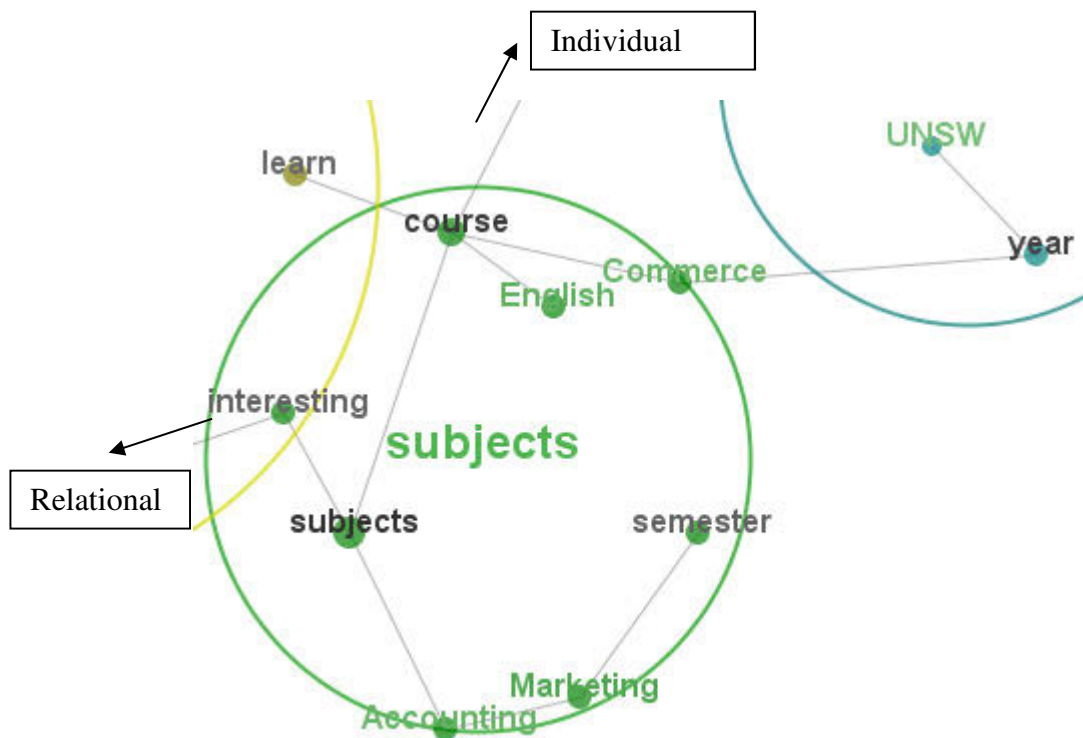 Individual
UNSW
learn
course
year
Commerce
English
interesting
subjects
Relational
subjects
semester
Marketing
Accounting